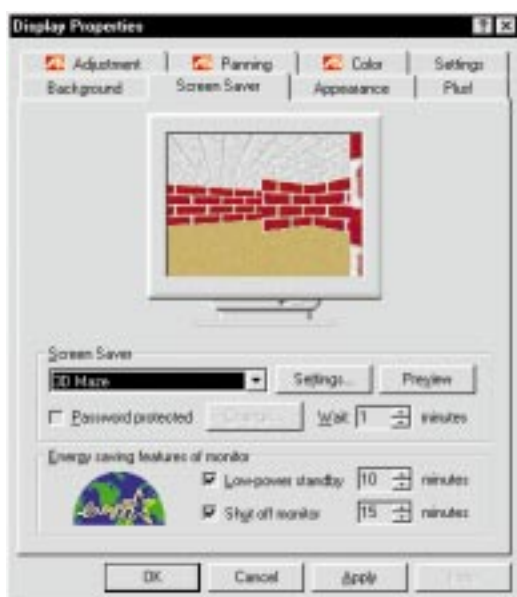 Display Properties
Adjustment Panning Color Settings
Background Screen Saver Appearance Plus!
Screen Saver
3D Maze Settings... Preview
Password protected Wait: 1 minutes
Energy saving features of monitor
Low-power standby 10 minutes
Shut off monitor 15 minutes
OK Cancel Apply